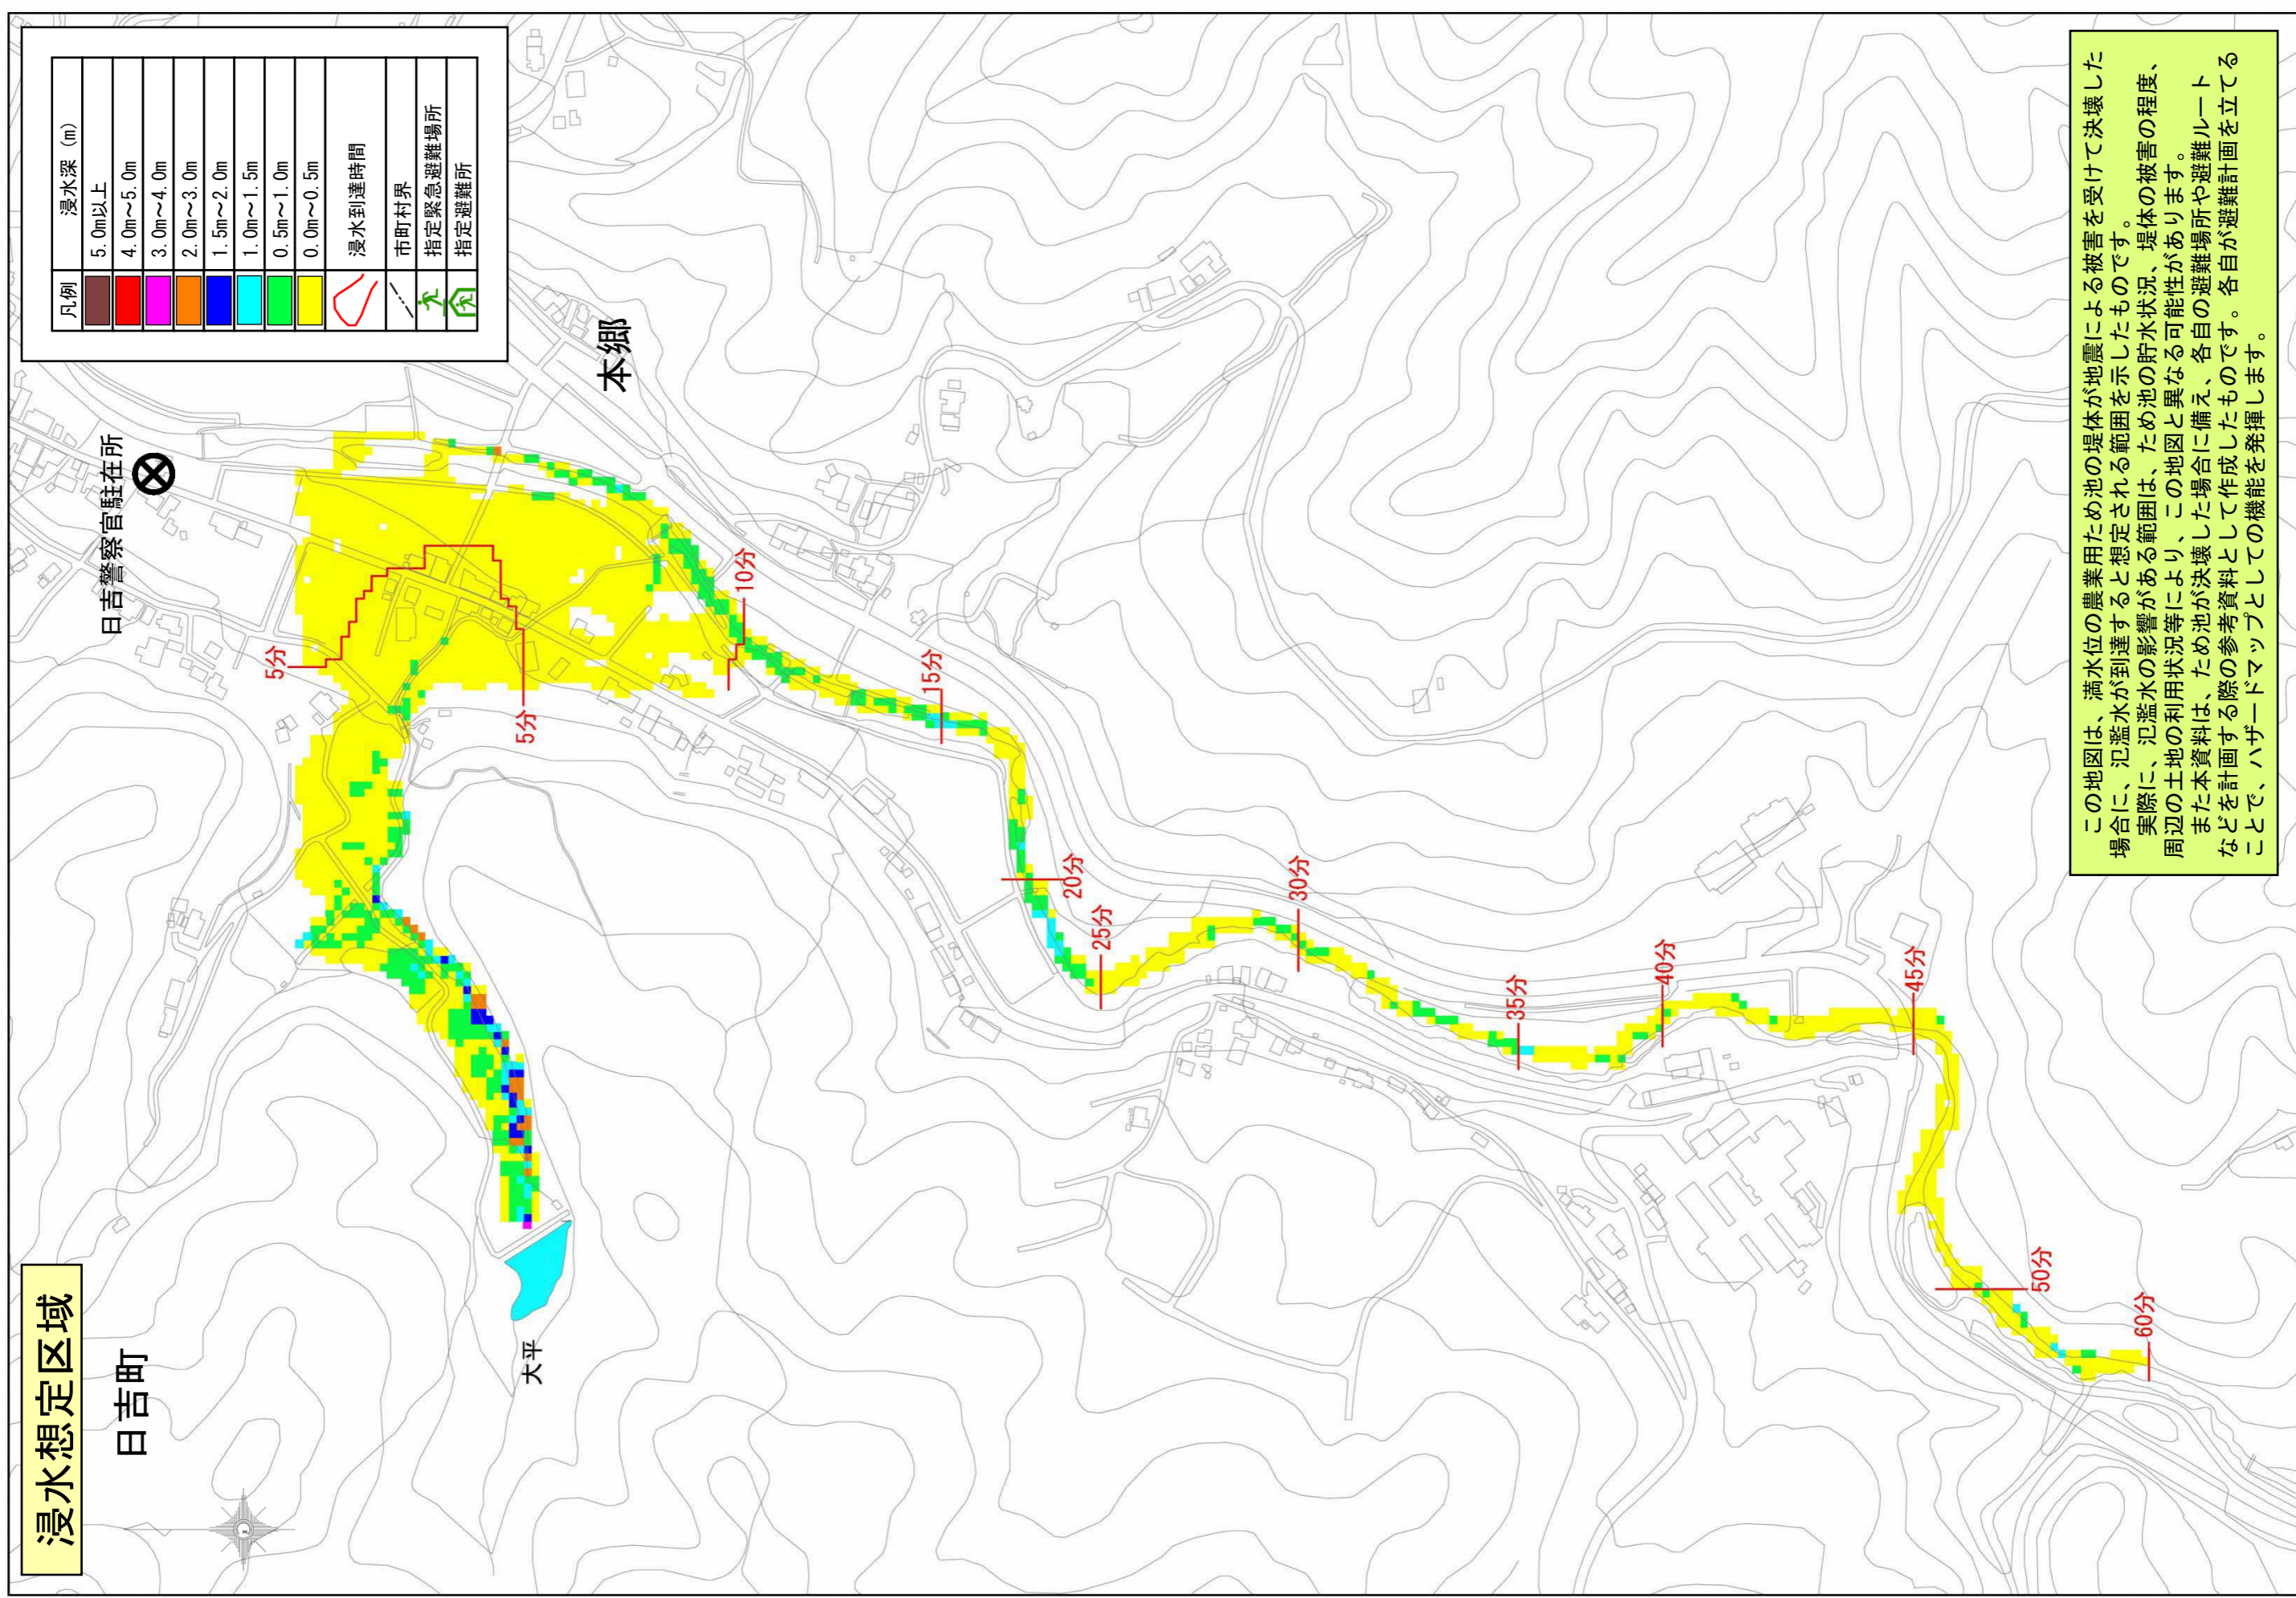 浸水想定区域
日吉町
大平
日吉警察官駐在所
本郷
凡例 浸水深 (m)
5.0m以上
4.0m～5.0m
3.0m～4.0m
2.0m～3.0m
1.5m～2.0m
1.0m～1.5m
0.5m～1.0m
0.0m～0.5m
浸水到達時間
市町村界
指定緊急避難場所
指定避難所
5分
5分
10分
15分
20分
25分
30分
35分
40分
45分
50分
60分
この地図は、満水位の農業用ため池の堤体が地震による被害を受けて決壊した
場合に、氾濫水が到達すると想定される範囲を示したものです。
実際に、氾濫水の影響がある範囲は、ため池の貯水状況、堤体の被害の程度、
周辺の土地の利用状況等により、この地図と異なる可能性があります。
また本資料は、ため池が決壊した場合に備え、各自の避難場所や避難ルート
などを計画する際の参考資料として作成したものです。各自が避難計画を立てる
ことで、ハザードマップとしての機能を発揮します。